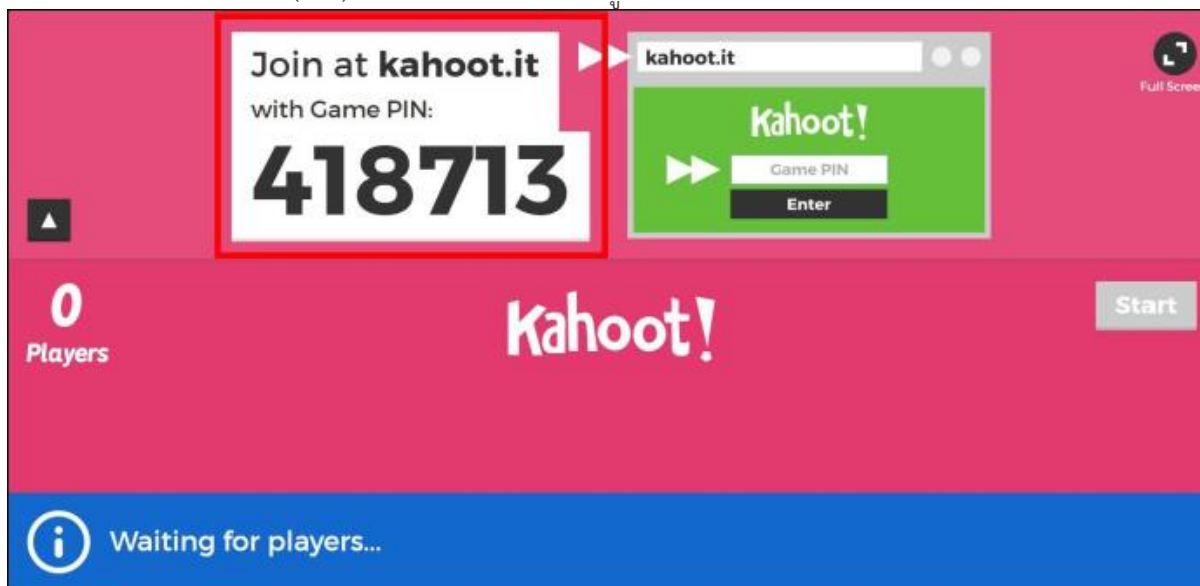 Join at kahoot.it
with Game PIN:
418713
kahoot.it
Kahoot!
Game PIN
Enter
Full Scree
0
Players
Kahoot!
Start
Waiting for players...